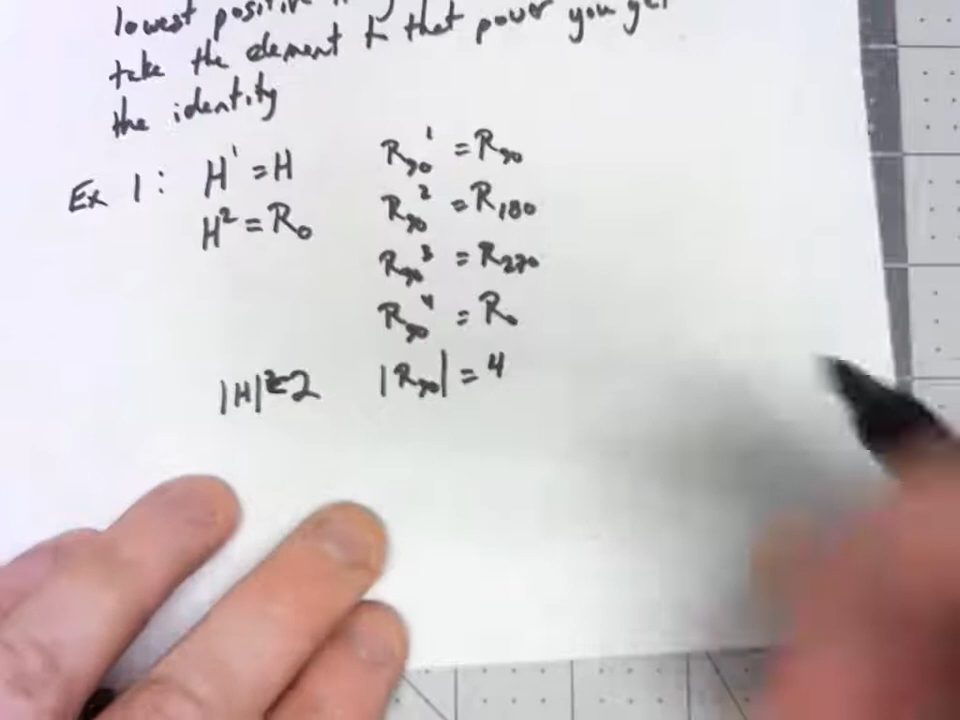 lowest positive
take the element to that power you get
the identity
Ex 1: H¹ = H R₉₀¹ = R₉₀
H² = R₀ R₉₀² = R₁₈₀
R₉₀³ = R₂₇₀
R₉₀⁴ = R₀
|H| = 2 |R₉₀| = 4